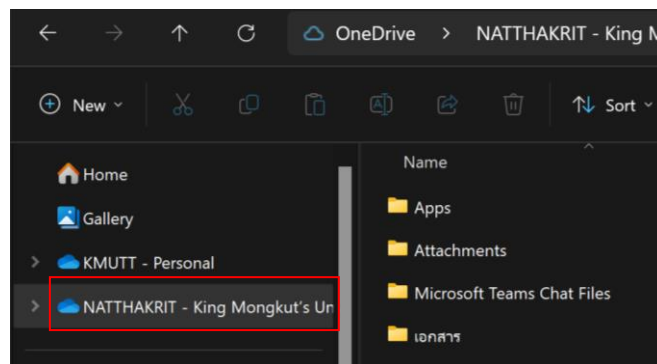 OneDrive > NATTHAKRIT - King M
New Sort
Home
Gallery
KMUTT - Personal
NATTHAKRIT - King Mongkut's Un
Name
Apps
Attachments
Microsoft Teams Chat Files
เอกสาร